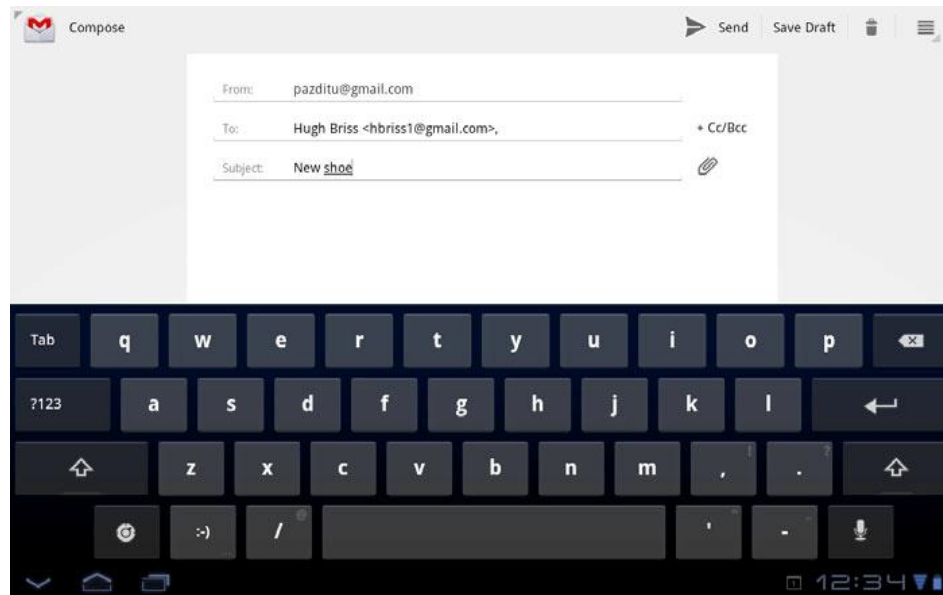 Compose Send Save Draft
From: pazditu@gmail.com
To: Hugh Briss <hbriss1@gmail.com>, + Cc/Bcc
Subject: New shoe
Tab q w e r t y u i o p
?123 a s d f g h j k l
z x c v b n m , ! . ?
:-) ... / @ ' " - _
12:34